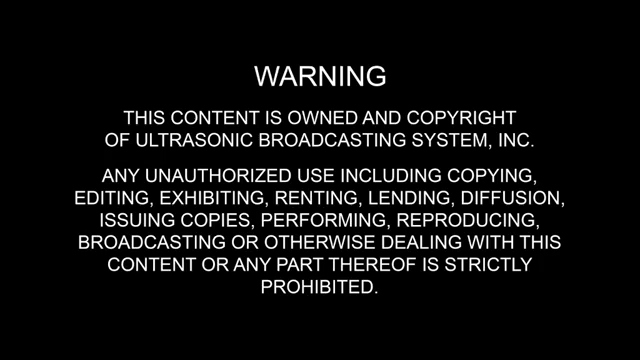 WARNING
THIS CONTENT IS OWNED AND COPYRIGHT
OF ULTRASONIC BROADCASTING SYSTEM, INC.
ANY UNAUTHORIZED USE INCLUDING COPYING,
EDITING, EXHIBITING, RENTING, LENDING, DIFFUSION,
ISSUING COPIES, PERFORMING, REPRODUCING,
BROADCASTING OR OTHERWISE DEALING WITH THIS
CONTENT OR ANY PART THEREOF IS STRICTLY
PROHIBITED.